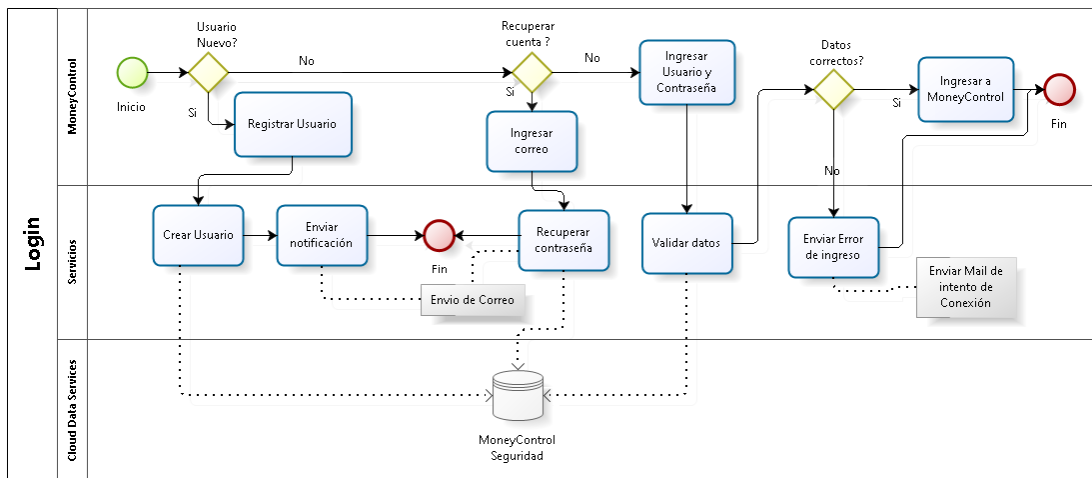 Login
MoneyControl
Usuario
Nuevo?
Inicio
No
Si
Registrar Usuario
Recuperar
cuenta ?
No
Si
Ingresar
correo
Ingresar
Usuario y
Contraseña
Datos
correctos?
Si
No
Ingresar a
MoneyControl
Fin
Servicios
Crear Usuario
Enviar
notificación
Fin
Recuperar
contraseña
Envio de Correo
Validar datos
Enviar Error
de ingreso
Enviar Mail de
intento de
Conexión
Cloud Data Services
MoneyControl
Seguridad